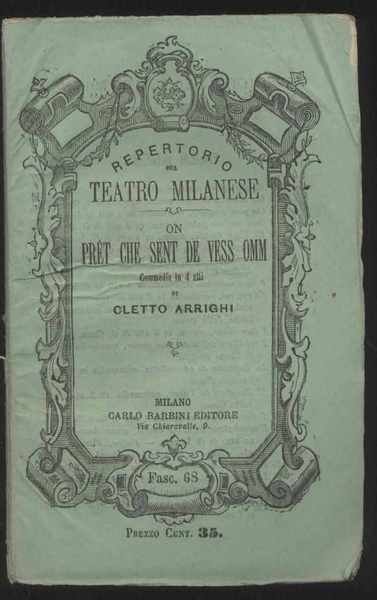 REPERTORIO
DEL
TEATRO MILANESE
ON
PRÈT CHE SENT DE VESS OMM
Commedia in 4 atti
DI
CLETTO ARRIGHI
MILANO
CARLO BARBINI EDITORE
Via Chiaravalle, 9.
Fasc. 68
PREZZO CENT. 35.